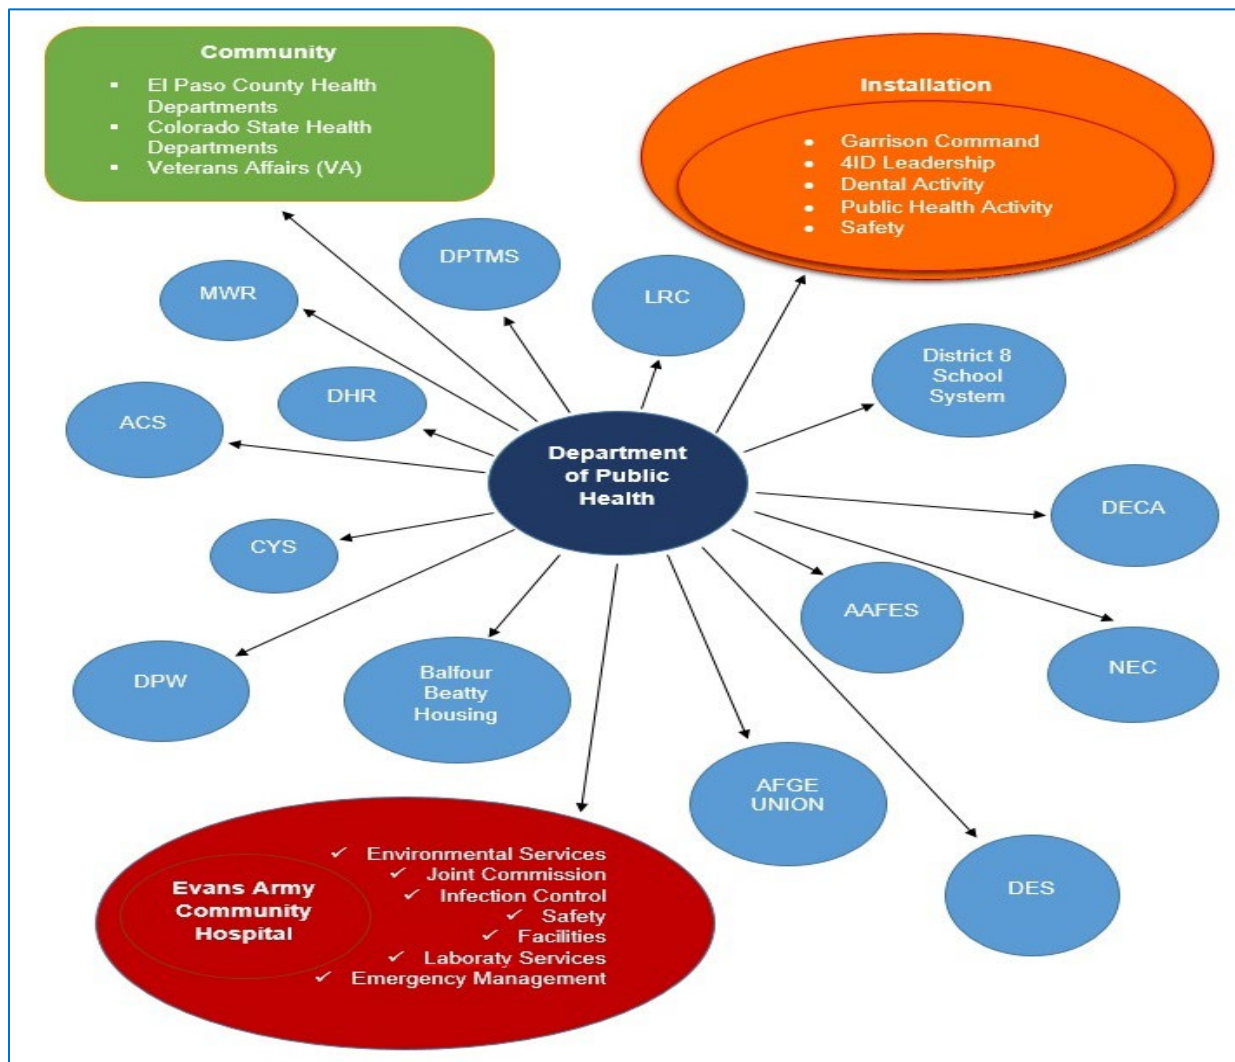 Community
▪ El Paso County Health
Departments
▪ Colorado State Health
Departments
▪ Veterans Affairs (VA)
Installation
• Garrison Command
• 4ID Leadership
• Dental Activity
• Public Health Activity
• Safety
DPTMS
MWR
LRC
District 8
School
System
DHR
ACS
Department
of Public
Health
DECA
CYS
AAFES
NEC
DPW
Balfour
Beatty
Housing
AFGE
UNION
DES
Evans Army
Community
Hospital
✓ Environmental Services
✓ Joint Commission
✓ Infection Control
✓ Safety
✓ Facilities
✓ Laboraty Services
✓ Emergency Management